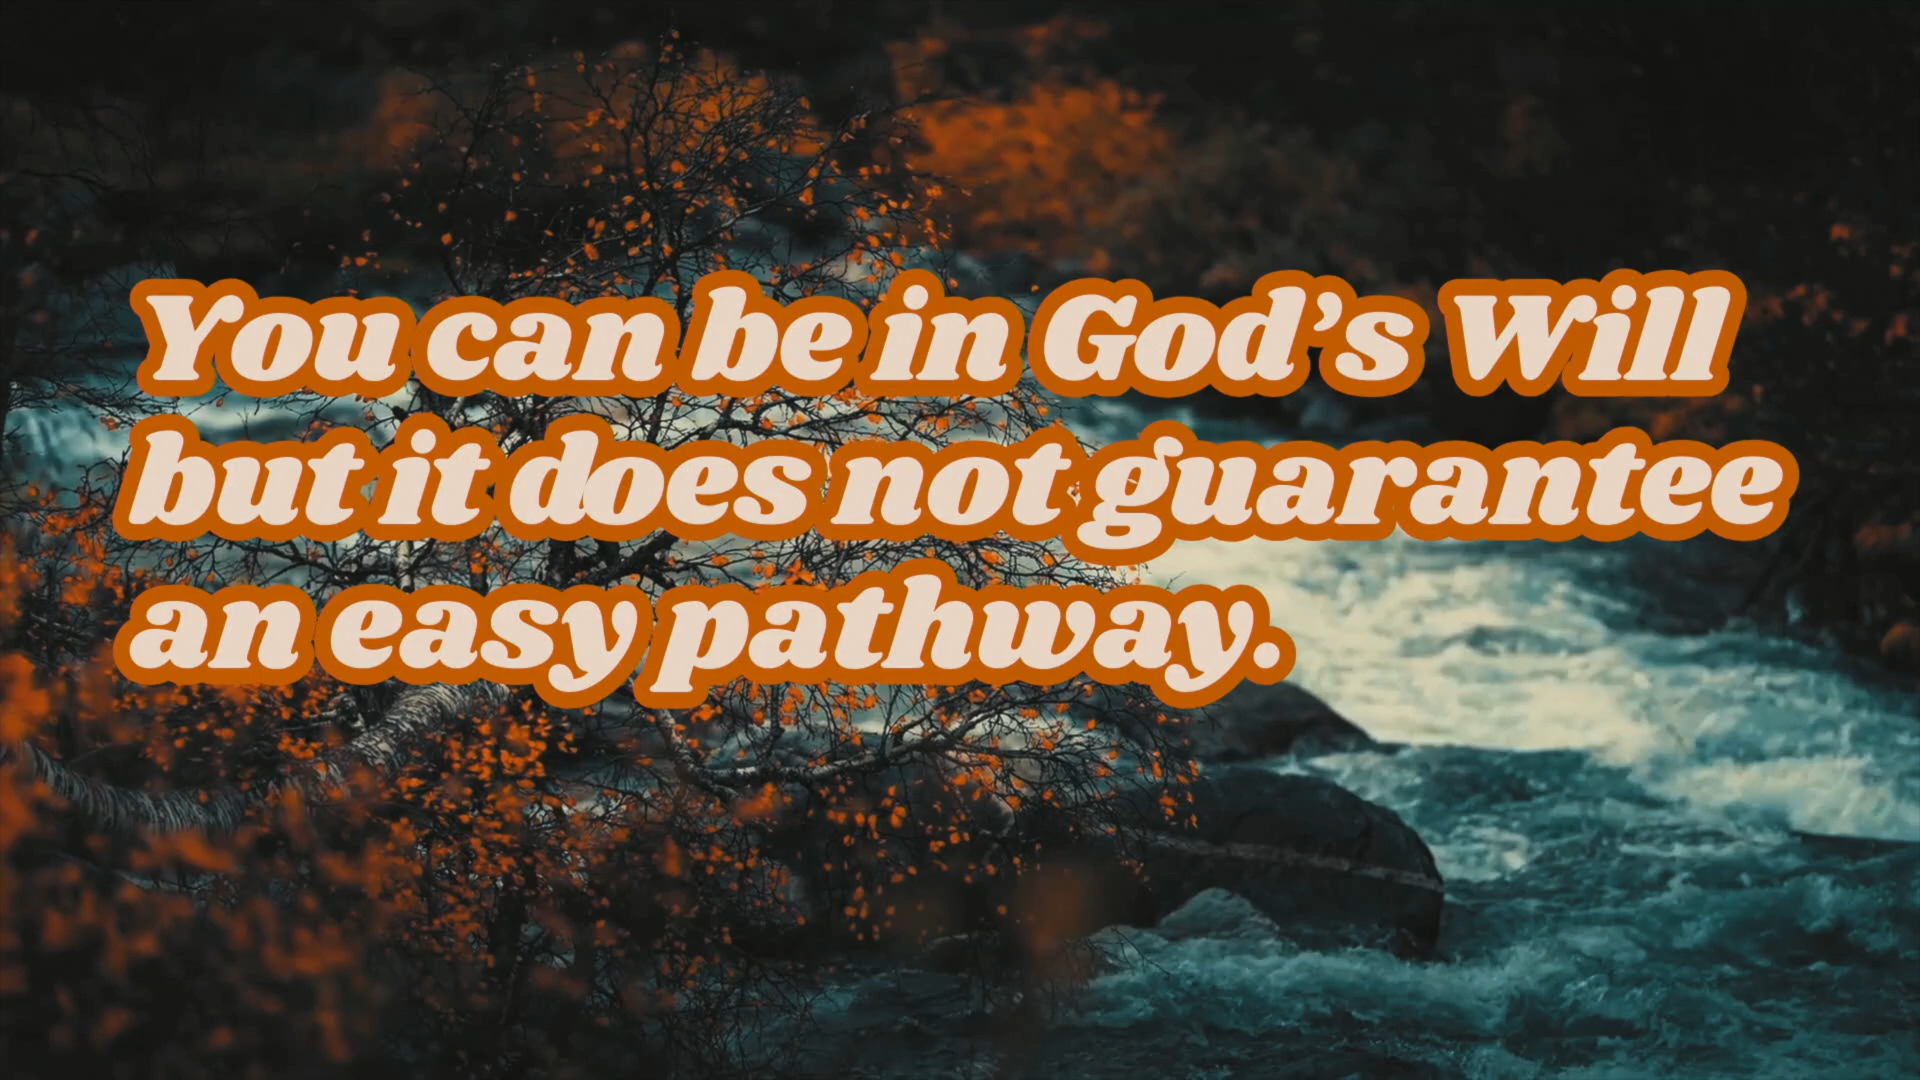 You can be in God’s Will
but it does not guarantee
an easy pathway.